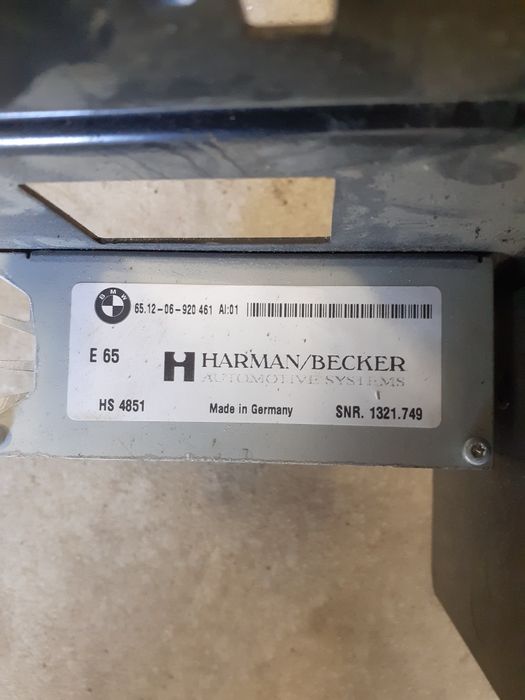 BMW
65.12-06-920 461 AI:01
E 65
HARMAN/BECKER
AUTOMOTIVE SYSTEMS
HS 4851 Made in Germany SNR. 1321.749